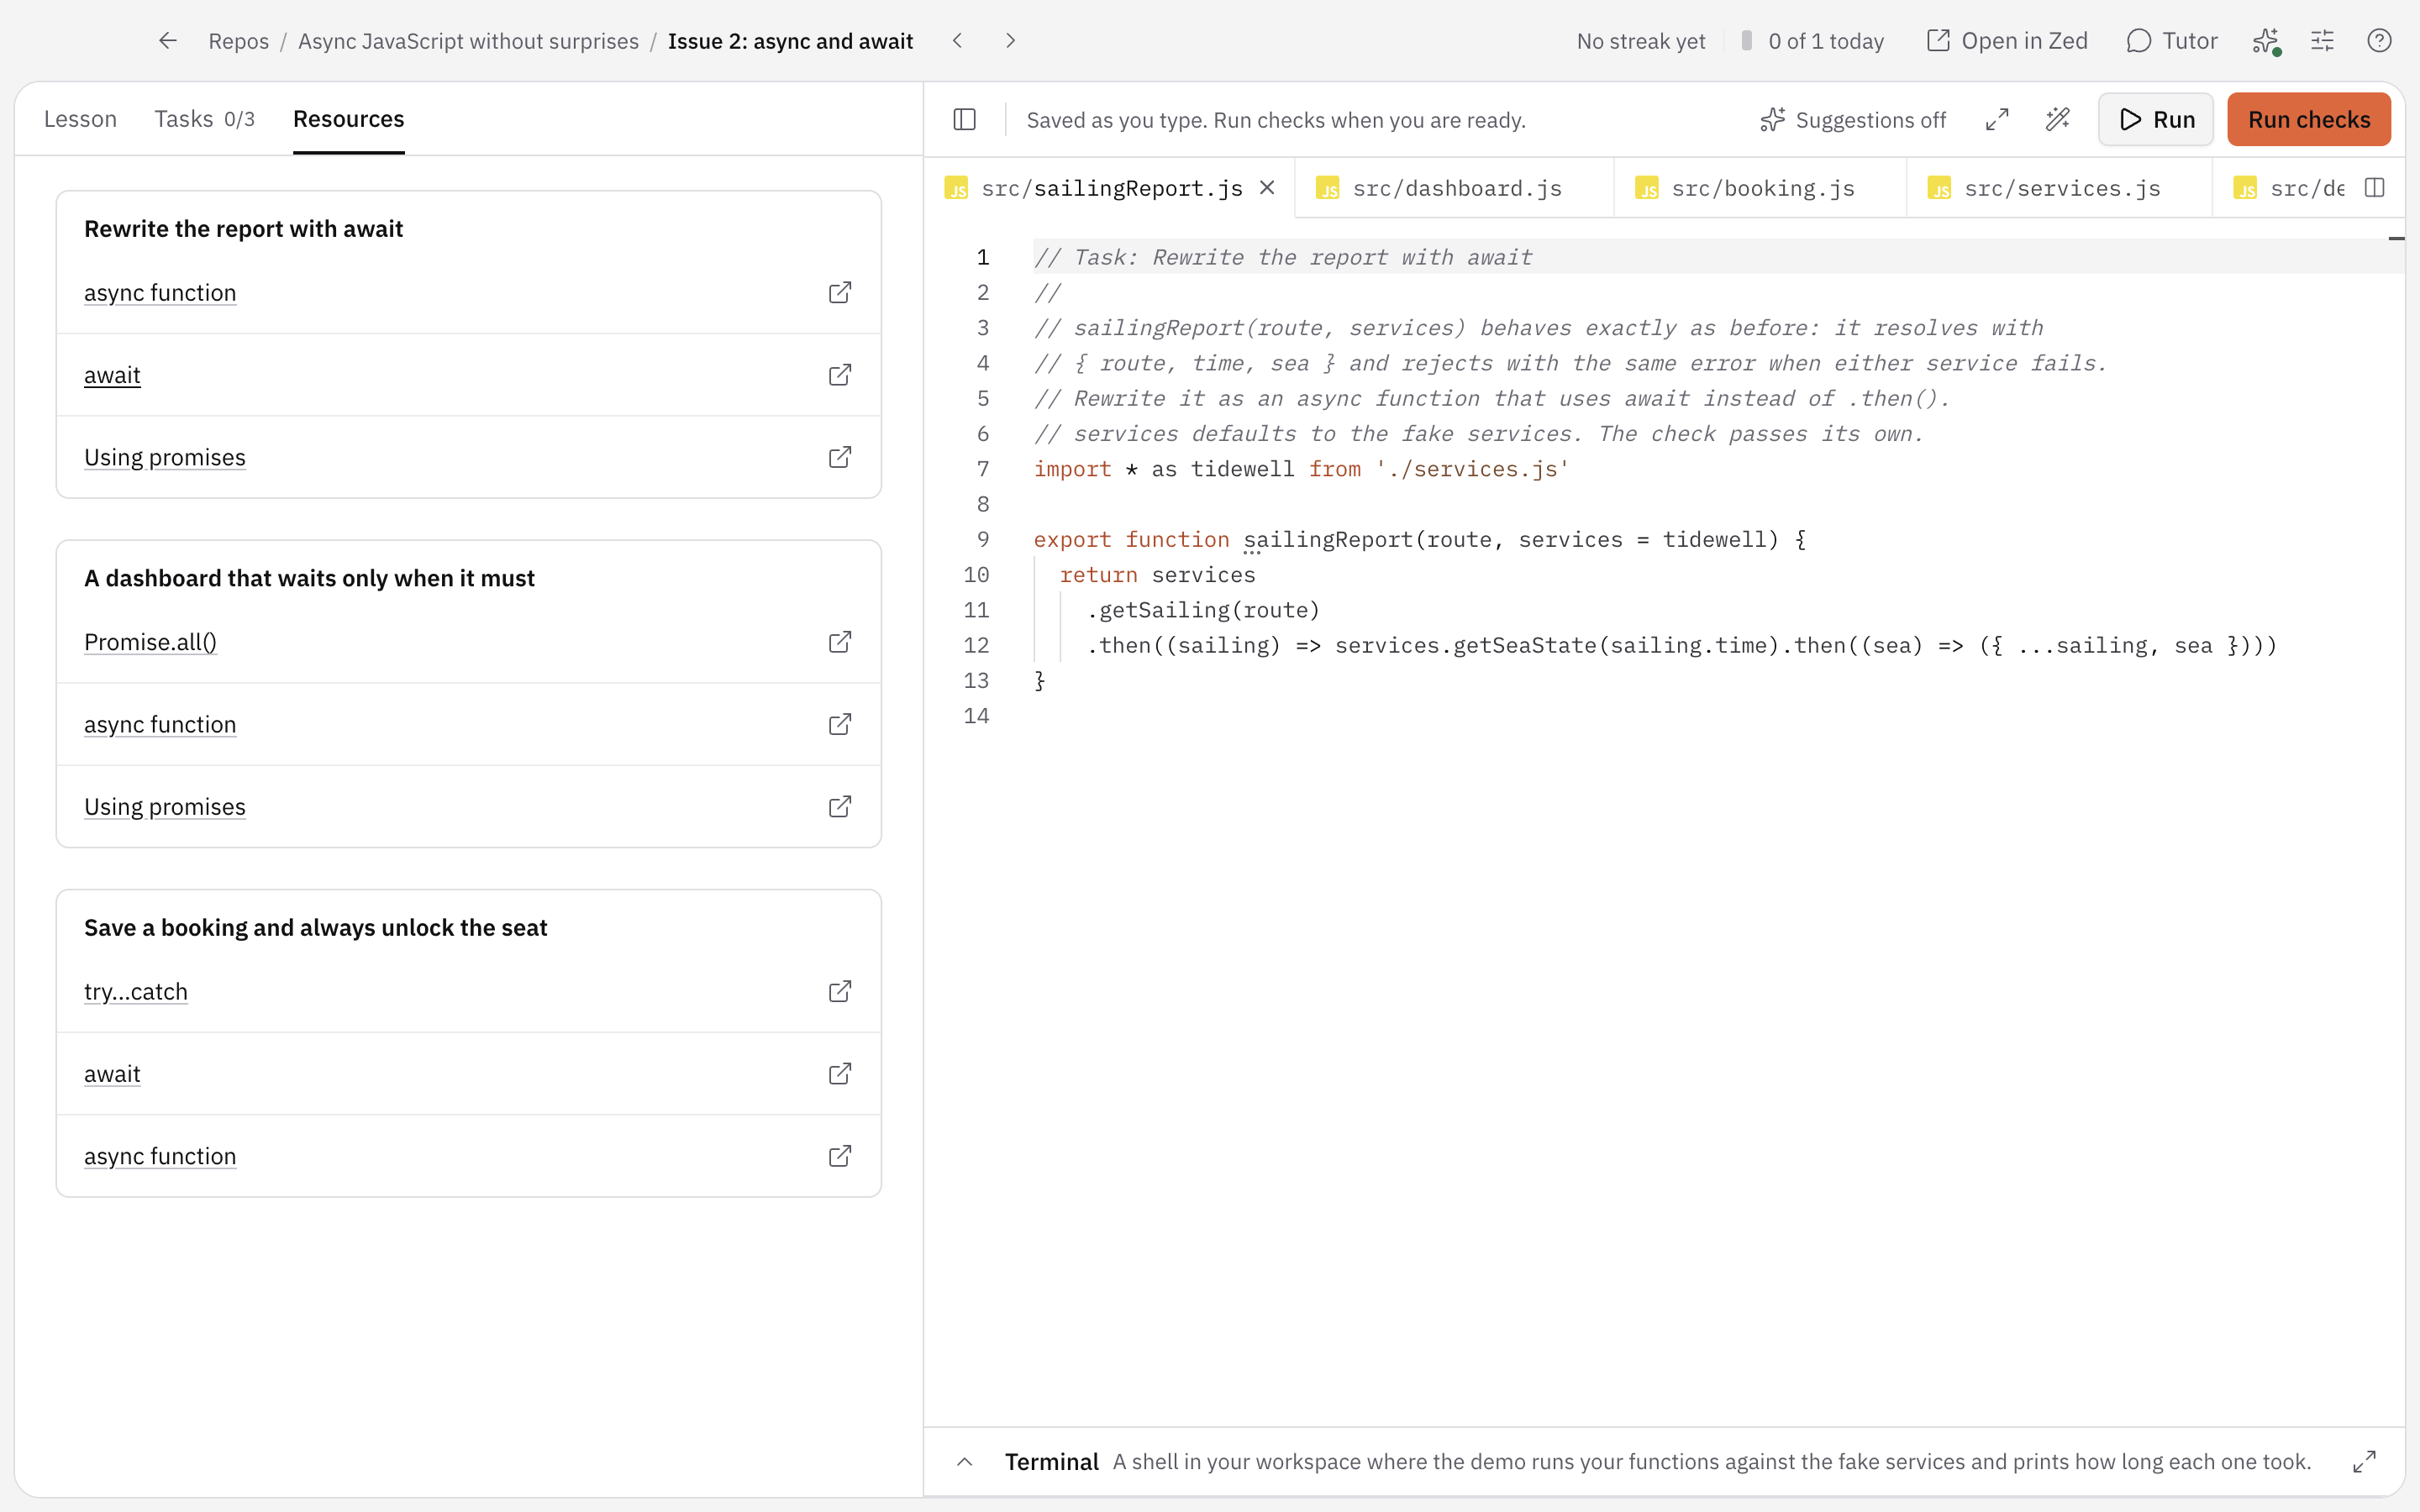 Repos / Async JavaScript without surprises / Issue 2: async and await
No streak yet
0 of 1 today
Open in Zed
Tutor
Lesson
Tasks 0/3
Resources
Rewrite the report with await
async function
await
Using promises
A dashboard that waits only when it must
Promise.all()
async function
Using promises
Save a booking and always unlock the seat
try...catch
await
async function
Saved as you type. Run checks when you are ready.
Suggestions off
Run
Run checks
JS src/sailingReport.js
JS src/dashboard.js
JS src/booking.js
JS src/services.js
JS src/de
1 // Task: Rewrite the report with await
2 //
3 // sailingReport(route, services) behaves exactly as before: it resolves with
4 // { route, time, sea } and rejects with the same error when either service fails.
5 // Rewrite it as an async function that uses await instead of .then().
6 // services defaults to the fake services. The check passes its own.
7 import * as tidewell from './services.js'
8
9 export function sailingReport(route, services = tidewell) {
10 return services
11 .getSailing(route)
12 .then((sailing) => services.getSeaState(sailing.time).then((sea) => ({ ...sailing, sea })))
13 }
14
Terminal A shell in your workspace where the demo runs your functions against the fake services and prints how long each one took.